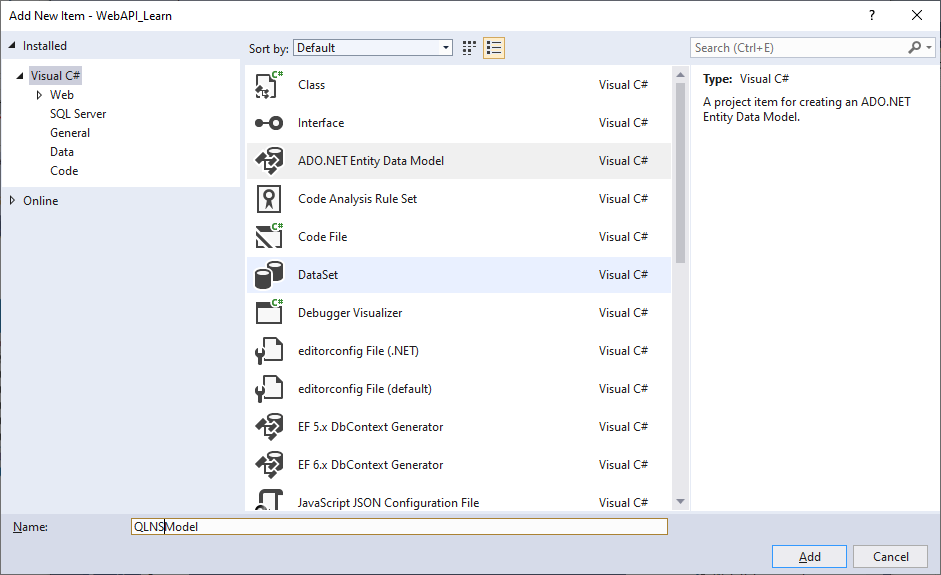 Add New Item - WebAPI_Learn
?
Installed
Sort by: Default
Search (Ctrl+E)
Visual C#
Web
SQL Server
General
Data
Code
Online
C# Class Visual C#
Interface Visual C#
ADO.NET Entity Data Model Visual C#
Code Analysis Rule Set Visual C#
C# Code File Visual C#
DataSet Visual C#
C# Debugger Visualizer Visual C#
editorconfig File (.NET) Visual C#
editorconfig File (default) Visual C#
EF 5.x DbContext Generator Visual C#
EF 6.x DbContext Generator Visual C#
JavaScript JSON Configuration File Visual C#
Type: Visual C#
A project item for creating an ADO.NET
Entity Data Model.
Name: QLNSModel
Add Cancel